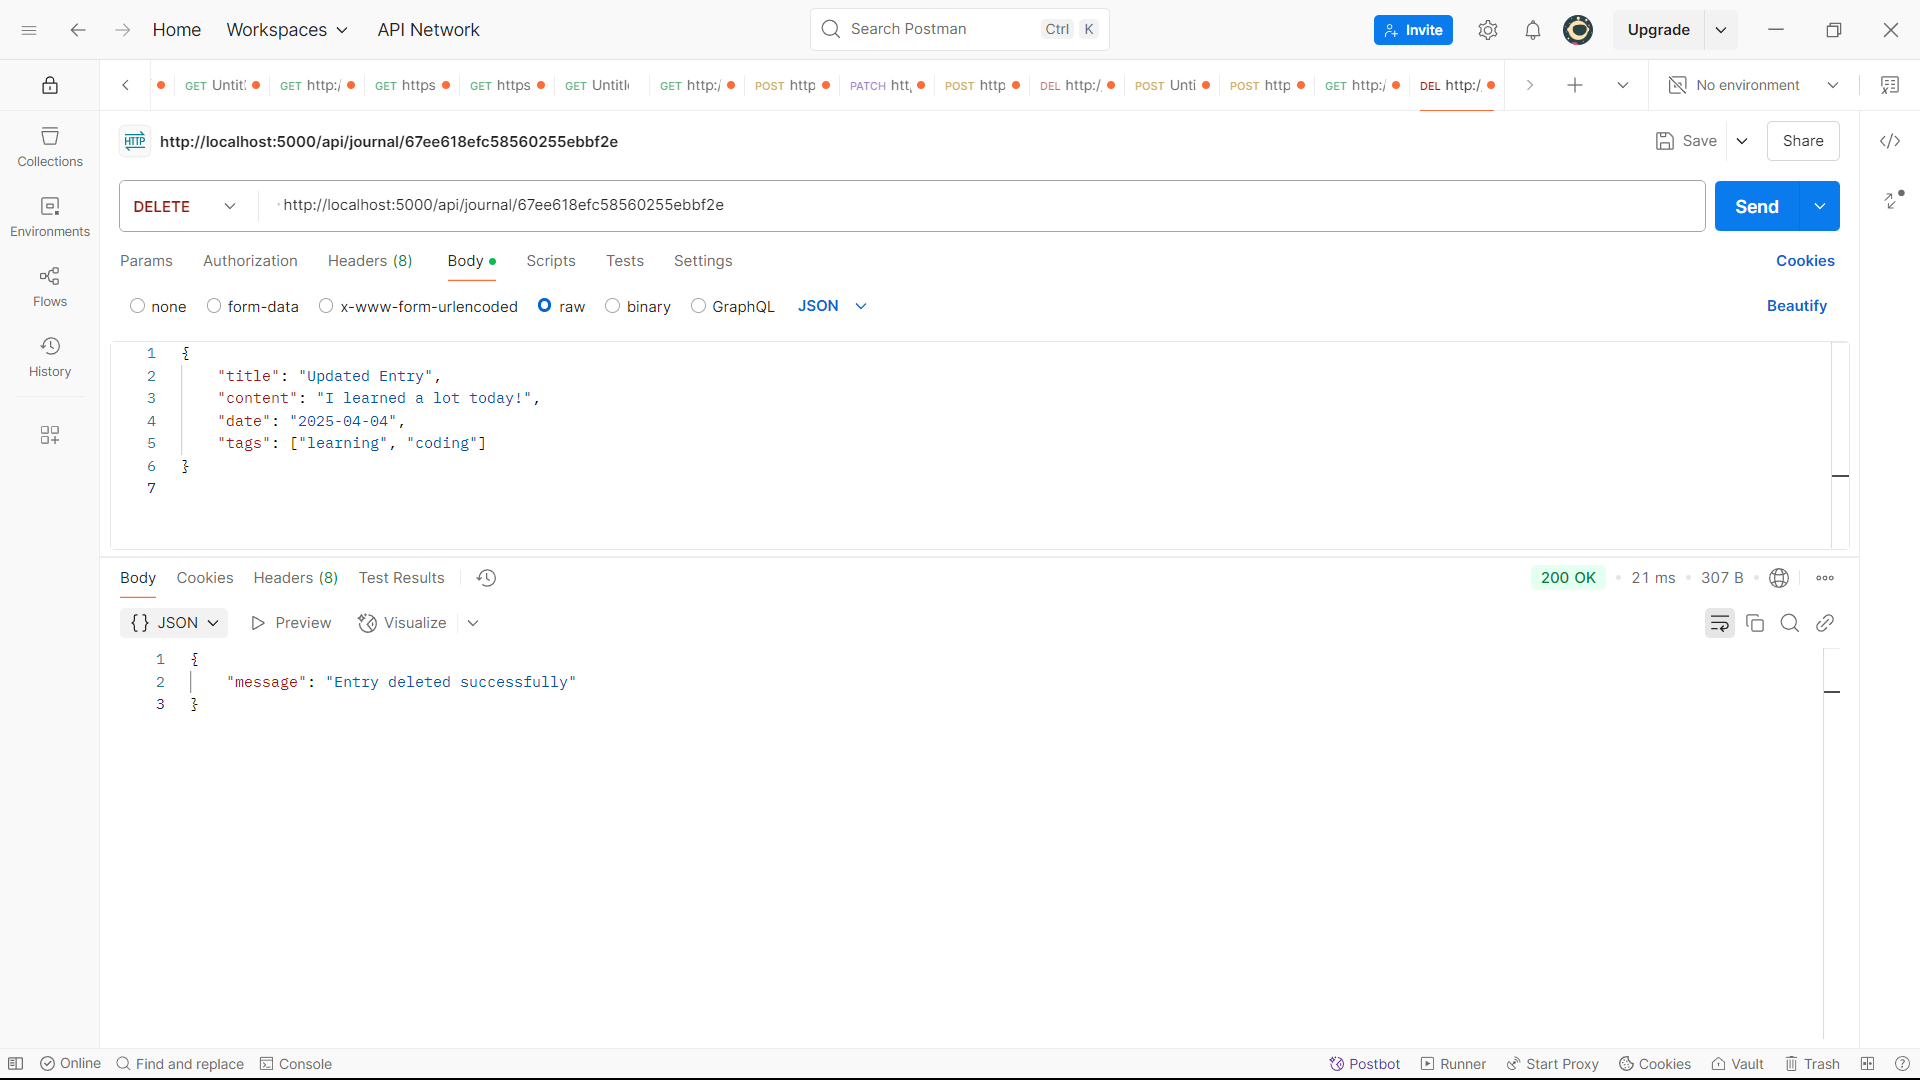 Home Workspaces API Network Search Postman Ctrl K Invite Upgrade
GET Untit GET http:/ GET https GET https GET Untitle GET http:/ POST http PATCH htt POST http DEL http:/ POST Unti POST http GET http:/ DEL http:/ No environment
Collections
Environments
Flows
History
HTTP http://localhost:5000/api/journal/67ee618efc58560255ebbf2e Save Share
DELETE http://localhost:5000/api/journal/67ee618efc58560255ebbf2e Send
Params Authorization Headers (8) Body Scripts Tests Settings Cookies
none form-data x-www-form-urlencoded raw binary GraphQL JSON Beautify
1 {
2 "title": "Updated Entry",
3 "content": "I learned a lot today!",
4 "date": "2025-04-04",
5 "tags": ["learning", "coding"]
6 }
7
Body Cookies Headers (8) Test Results 200 OK • 21 ms • 307 B •
{} JSON Preview Visualize
1 {
2 "message": "Entry deleted successfully"
3 }
Online Find and replace Console Postbot Runner Start Proxy Cookies Vault Trash